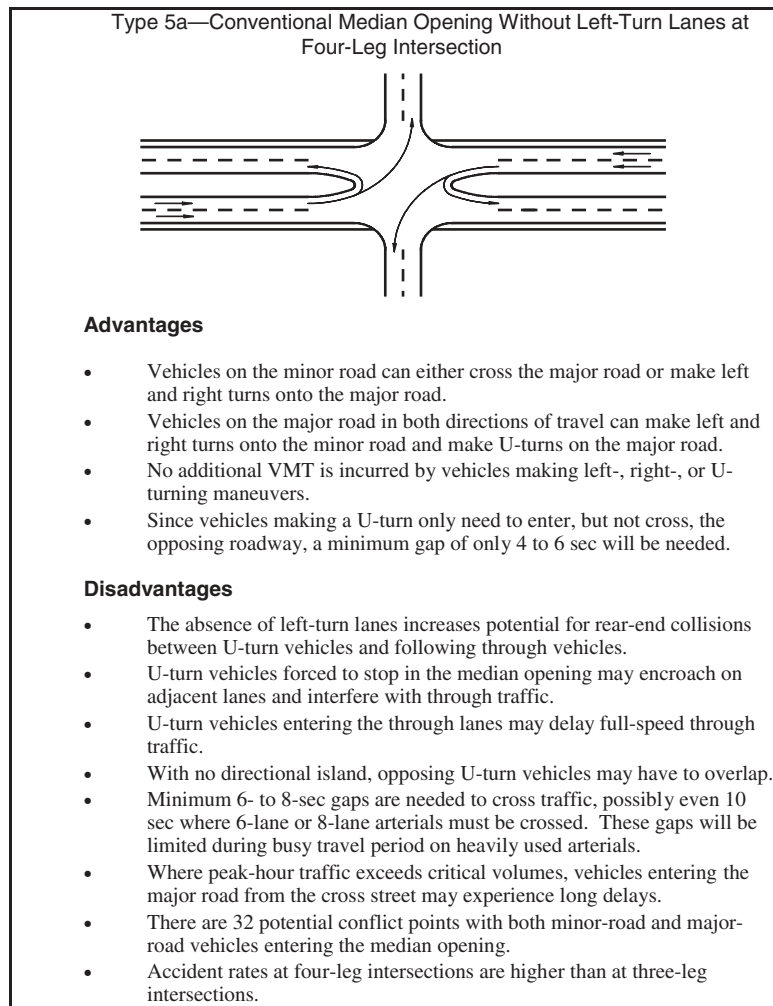 Type 5a—Conventional Median Opening Without Left-Turn Lanes at
Four-Leg Intersection
Advantages
• Vehicles on the minor road can either cross the major road or make left
and right turns onto the major road.
• Vehicles on the major road in both directions of travel can make left and
right turns onto the minor road and make U-turns on the major road.
• No additional VMT is incurred by vehicles making left-, right-, or U-
turning maneuvers.
• Since vehicles making a U-turn only need to enter, but not cross, the
opposing roadway, a minimum gap of only 4 to 6 sec will be needed.
Disadvantages
• The absence of left-turn lanes increases potential for rear-end collisions
between U-turn vehicles and following through vehicles.
• U-turn vehicles forced to stop in the median opening may encroach on
adjacent lanes and interfere with through traffic.
• U-turn vehicles entering the through lanes may delay full-speed through
traffic.
• With no directional island, opposing U-turn vehicles may have to overlap.
• Minimum 6- to 8-sec gaps are needed to cross traffic, possibly even 10
sec where 6-lane or 8-lane arterials must be crossed. These gaps will be
limited during busy travel period on heavily used arterials.
• Where peak-hour traffic exceeds critical volumes, vehicles entering the
major road from the cross street may experience long delays.
• There are 32 potential conflict points with both minor-road and major-
road vehicles entering the median opening.
• Accident rates at four-leg intersections are higher than at three-leg
intersections.